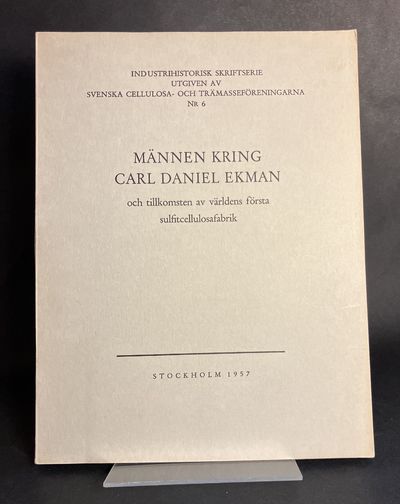 INDUSTRIHISTORISK SKRIFTSERIE
UTGIVEN AV
SVENSKA CELLULOSA- OCH TRÄMASSEFÖRENINGARNA
NR 6
MÄNNEN KRING
CARL DANIEL EKMAN
och tillkomsten av världens första
sulfitcellulosafabrik
STOCKHOLM 1957